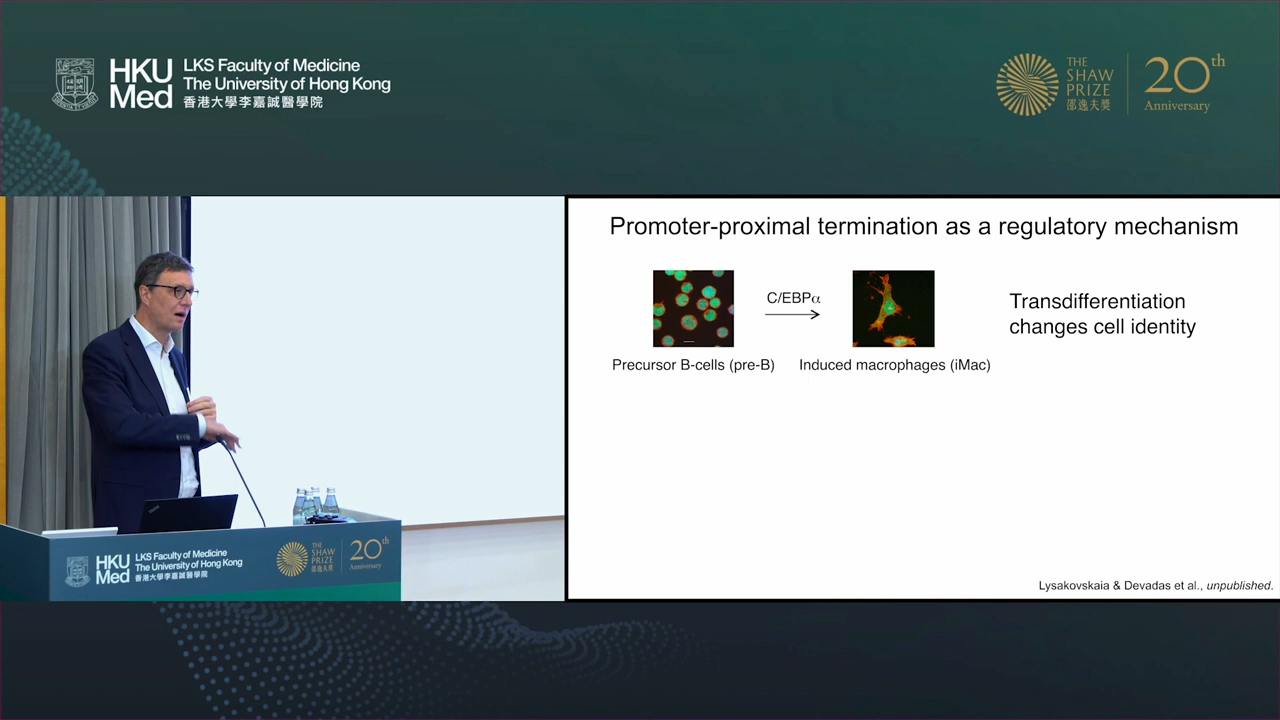 HKU Med
LKS Faculty of Medicine
The University of Hong Kong
香港大學李嘉誠醫學院
THE SHAW PRIZE
邵逸夫獎
20th Anniversary
Promoter-proximal termination as a regulatory mechanism
C/EBPα
Precursor B-cells (pre-B)
Induced macrophages (iMac)
Transdifferentiation
changes cell identity
Lysakovskaia & Devadas et al., unpublished.
HKU Med
LKS Faculty of Medicine
The University of Hong Kong
香港大學李嘉誠醫學院
THE SHAW PRIZE
邵逸夫獎
20th Anniversary